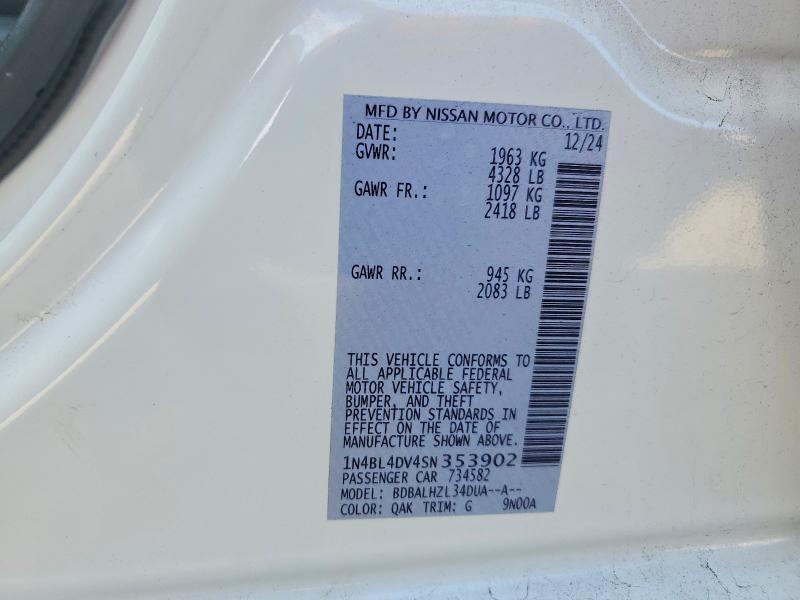 MFD BY NISSAN MOTOR CO., LTD.
DATE: 12/24
GVWR: 1963 KG
4328 LB
GAWR FR.: 1097 KG
2418 LB
GAWR RR.: 945 KG
2083 LB
THIS VEHICLE CONFORMS TO
ALL APPLICABLE FEDERAL
MOTOR VEHICLE SAFETY,
BUMPER, AND THEFT
PREVENTION STANDARDS IN
EFFECT ON THE DATE OF
MANUFACTURE SHOWN ABOVE.
1N4BL4DV4SN353902
PASSENGER CAR 734582
MODEL: BDBALHZL34DUA--A--
COLOR: QAK TRIM: G 9N00A